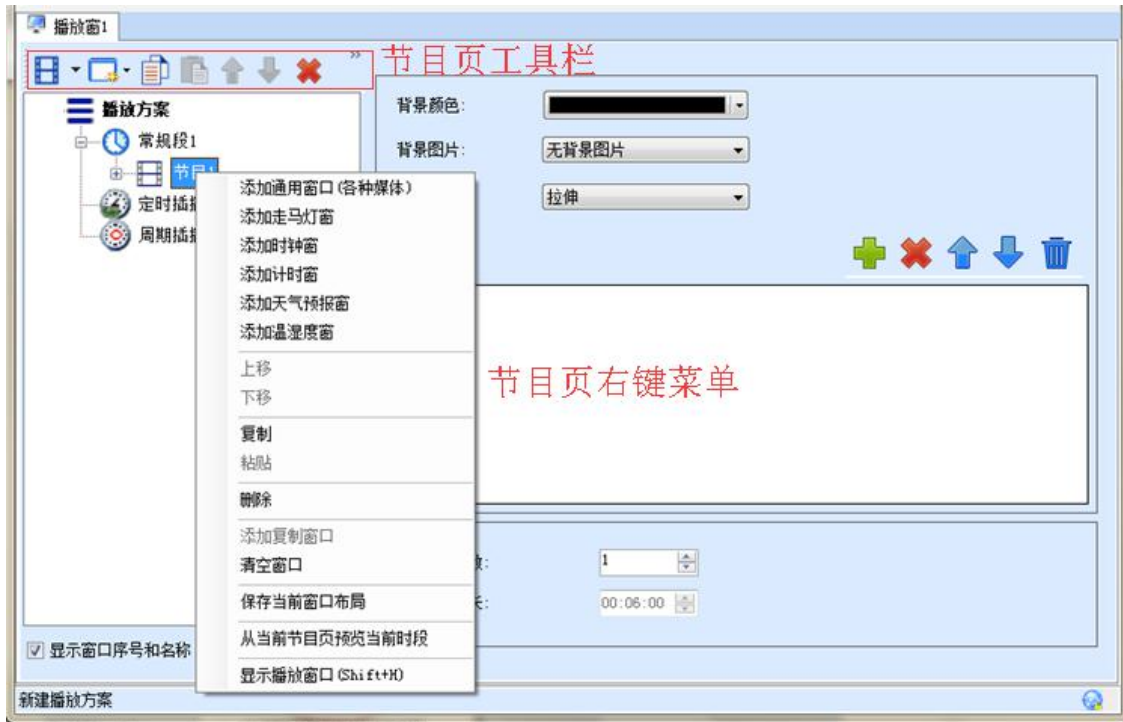 播放窗1
»
节目页工具栏
播放方案
常规段1
节目1
定时插播
周期插播
背景颜色:
背景图片:
无背景图片
拉伸
添加通用窗口(各种媒体)
添加走马灯窗
添加时钟窗
添加计时窗
添加天气预报窗
添加温湿度窗
上移
下移
复制
粘贴
删除
添加复制窗口
清空窗口
保存当前窗口布局
从当前节目页预览当前时段
显示播放窗口(Shift+H)
节目页右键菜单
1
00:06:00
显示窗口序号和名称
新建播放方案